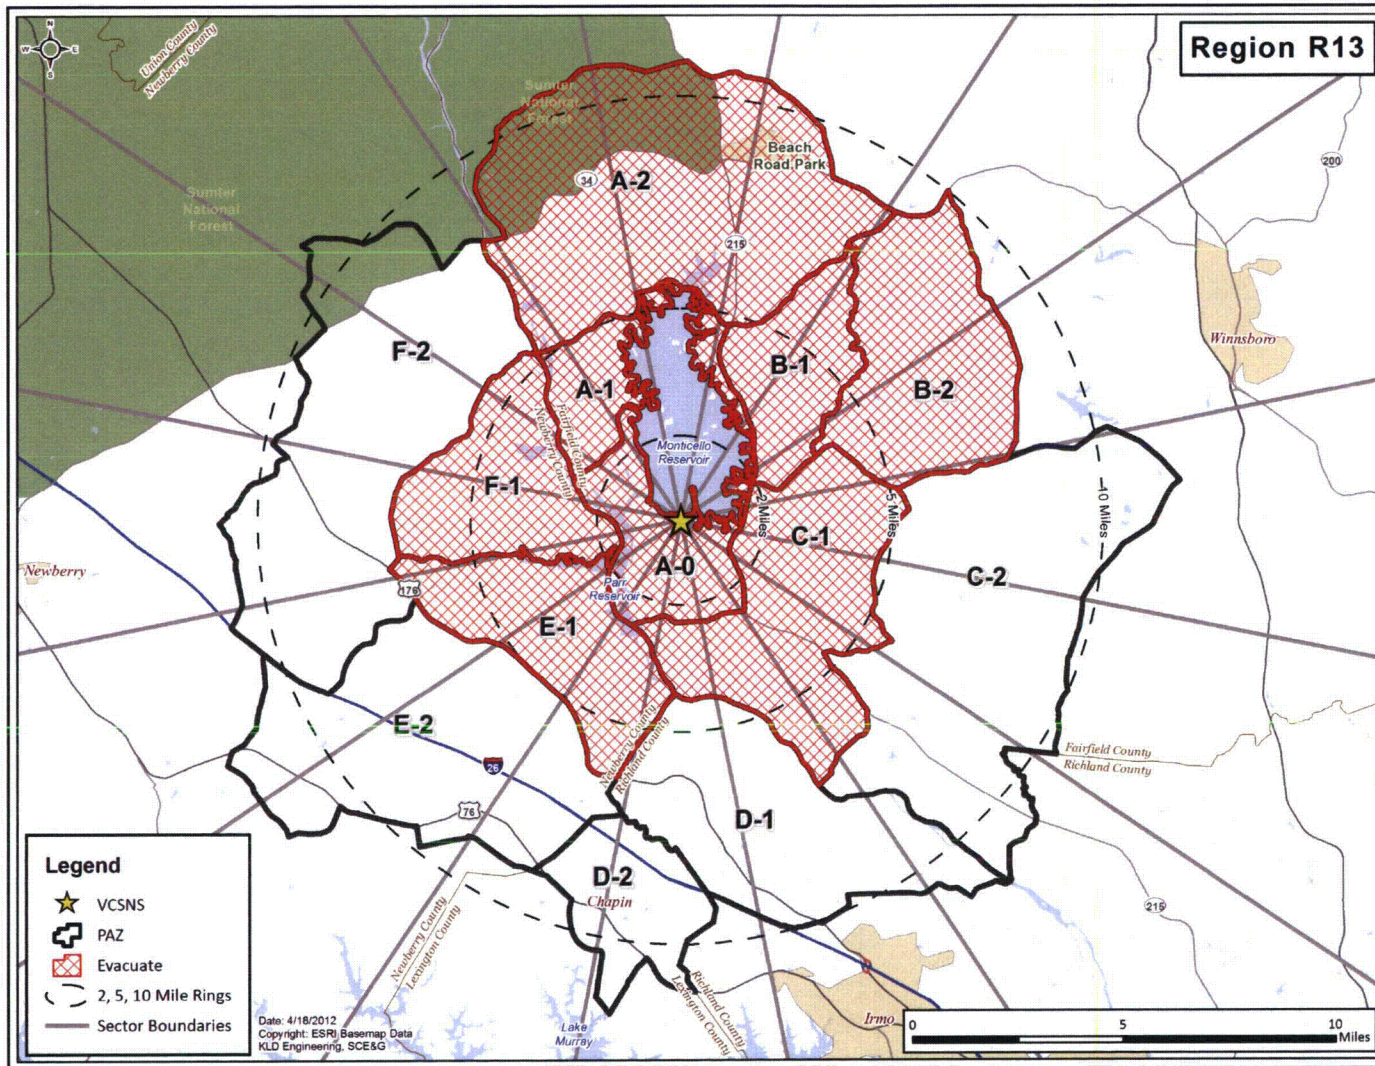 Region R13
N
W E
S
Union County
Newberry County
Sumter
National
Forest
Sumter
National
Forest
Beach
Road Park
200
34
A-2
215
F-2
Winnsboro
A-1
B-1
B-2
Fairfield County
Newberry County
Monticello
Reservoir
F-1
2 Miles
5 Miles
10 Miles
C-1
A-0
C-2
Newberry
176
Parr
Reservoir
E-1
E-2
Newberry County
Richland County
Fairfield County
Richland County
26
76
D-1
D-2
Chapin
215
Newberry County
Lexington County
Richland County
Lexington County
Irmo
Lake
Murray
Legend
VCSNS
PAZ
Evacuate
2, 5, 10 Mile Rings
Sector Boundaries
Date: 4/18/2012
Copyright: ESRI Basemap Data
KLD Engineering, SCE&G
0 5 10
Miles